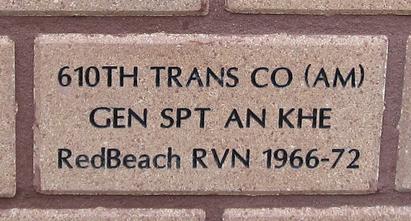 610TH TRANS CO (AM)
GEN SPT AN KHE
RedBeach RVN 1966-72